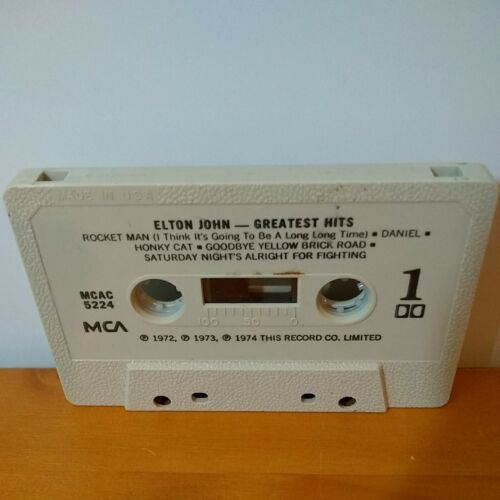 MADE IN U.S.A.
ELTON JOHN — GREATEST HITS
ROCKET MAN (I Think It's Going To Be A Long Long Time) ▪ DANIEL ▪
HONKY CAT ▪ GOODBYE YELLOW BRICK ROAD ▪
SATURDAY NIGHT'S ALRIGHT FOR FIGHTING
MCAC
5224
1
MCA
100 50 0
℗ 1972, ℗ 1973, ℗ 1974 THIS RECORD CO. LIMITED